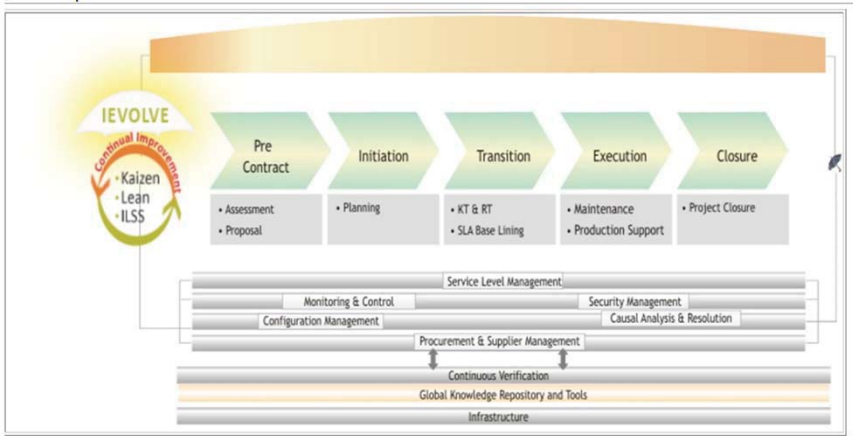 IEVOLVE
Continual Improvement
• Kaizen
• Lean
• ILSS
Pre
Contract
Initiation
Transition
Execution
Closure
• Assessment
• Proposal
• Planning
• KT & RT
• SLA Base Lining
• Maintenance
• Production Support
• Project Closure
Service Level Management
Monitoring & Control
Security Management
Configuration Management
Causal Analysis & Resolution
Procurement & Supplier Management
Continuous Verification
Global Knowledge Repository and Tools
Infrastructure